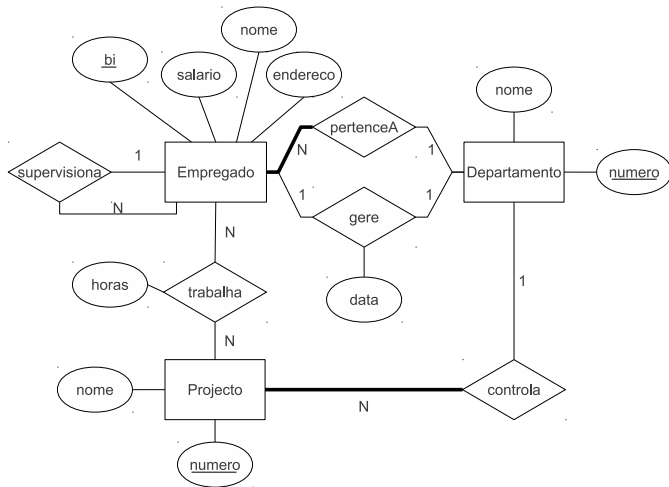 nome
bi
salario
endereco
nome
pertenceA
N
1
1
supervisiona
Empregado
Departamento
numero
N
1
1
gere
N
horas
trabalha
data
1
N
nome
Projecto
controla
N
numero